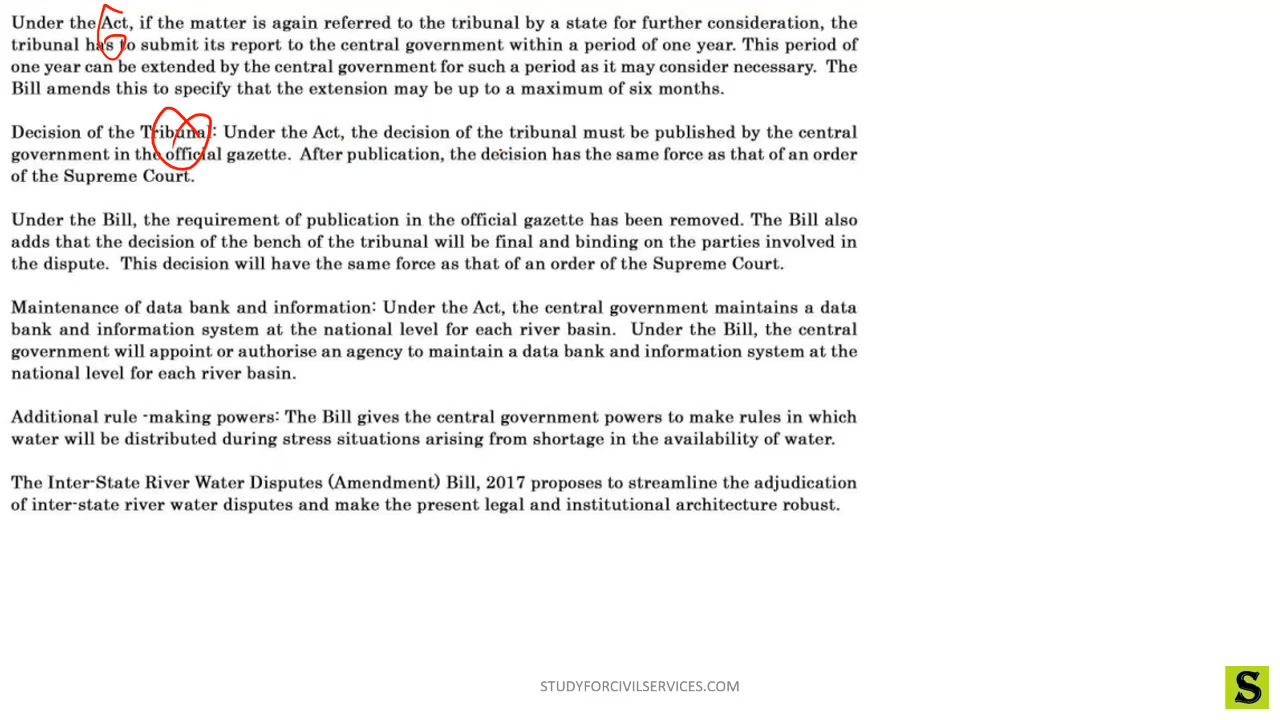 Under the Act, if the matter is again referred to the tribunal by a state for further consideration, the
tribunal has to submit its report to the central government within a period of one year. This period of
one year can be extended by the central government for such a period as it may consider necessary.  The
Bill amends this to specify that the extension may be up to a maximum of six months.
Decision of the Tribunal: Under the Act, the decision of the tribunal must be published by the central
government in the official gazette.  After publication, the decision has the same force as that of an order
of the Supreme Court.
Under the Bill, the requirement of publication in the official gazette has been removed. The Bill also
adds that the decision of the bench of the tribunal will be final and binding on the parties involved in
the dispute.  This decision will have the same force as that of an order of the Supreme Court.
Maintenance of data bank and information: Under the Act, the central government maintains a data
bank and information system at the national level for each river basin.  Under the Bill, the central
government will appoint or authorise an agency to maintain a data bank and information system at the
national level for each river basin.
Additional rule -making powers: The Bill gives the central government powers to make rules in which
water will be distributed during stress situations arising from shortage in the availability of water.
The Inter-State River Water Disputes (Amendment) Bill, 2017 proposes to streamline the adjudication
of inter-state river water disputes and make the present legal and institutional architecture robust.
STUDYFORCIVILSERVICES.COM
S